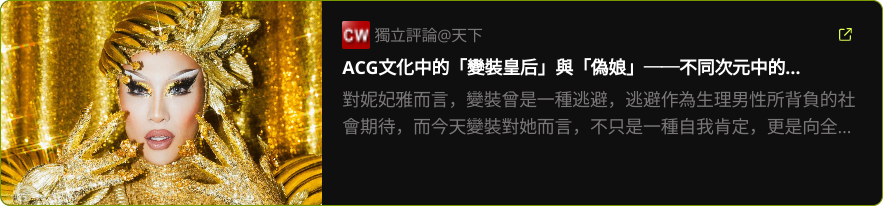 CW 獨立評論@天下
ACG文化中的「變裝皇后」與「偽娘」——不同次元中的...
對妮妃雅而言，變裝曾是一種逃避，逃避作為生理男性所背負的社
會期待，而今天變裝對她而言，不只是一種自我肯定，更是向全...